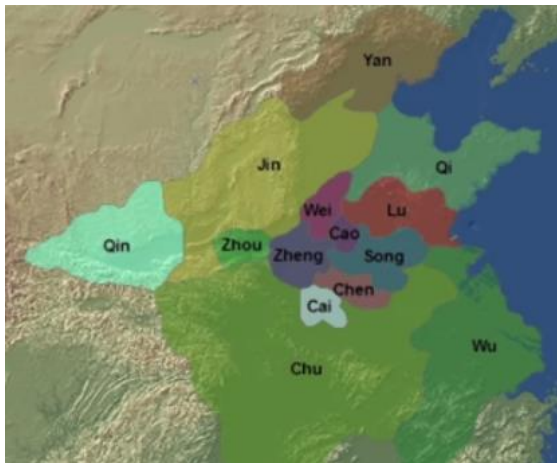 Yan
Jin
Qi
Wei
Lu
Cao
Qin
Zhou
Zheng
Song
Chen
Cai
Wu
Chu